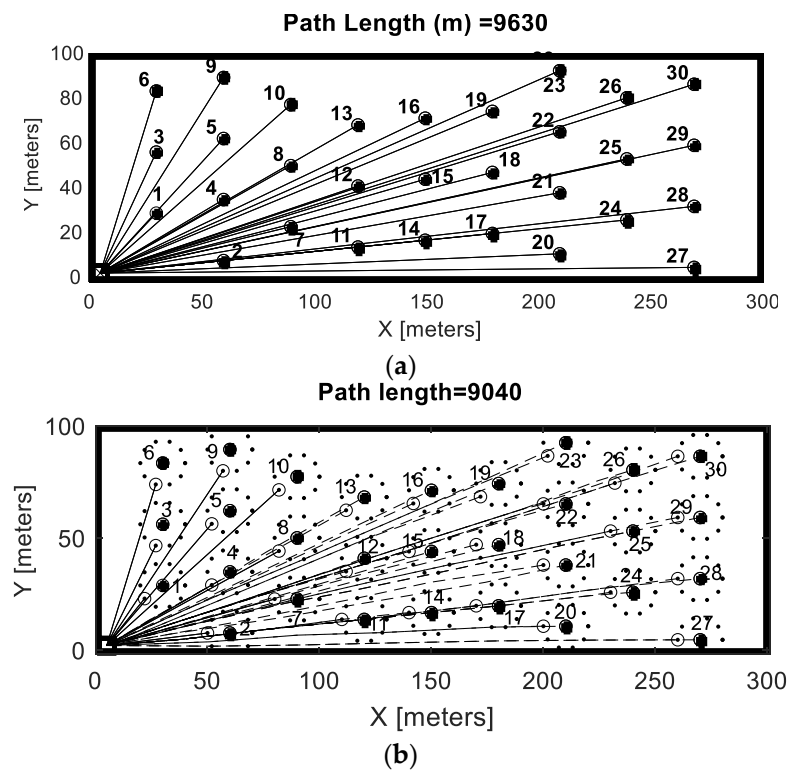 Path Length (m) =9630
100
80
60
40
20
0
Y [meters]
6 9 10 13 16 19 23 26 30
3 5 8 12 15 18 22 25 29
1 4 7 11 14 17 21 24 28
2 20 27
0 50 100 150 200 250 300
X [meters]
(a)
Path length=9040
100
50
0
Y [meters]
6 9 10 13 16 19 23 26 30
3 5 8 12 15 18 22 25 29
1 4 7 11 14 17 21 24 28
2 20 27
0 50 100 150 200 250 300
X [meters]
(b)